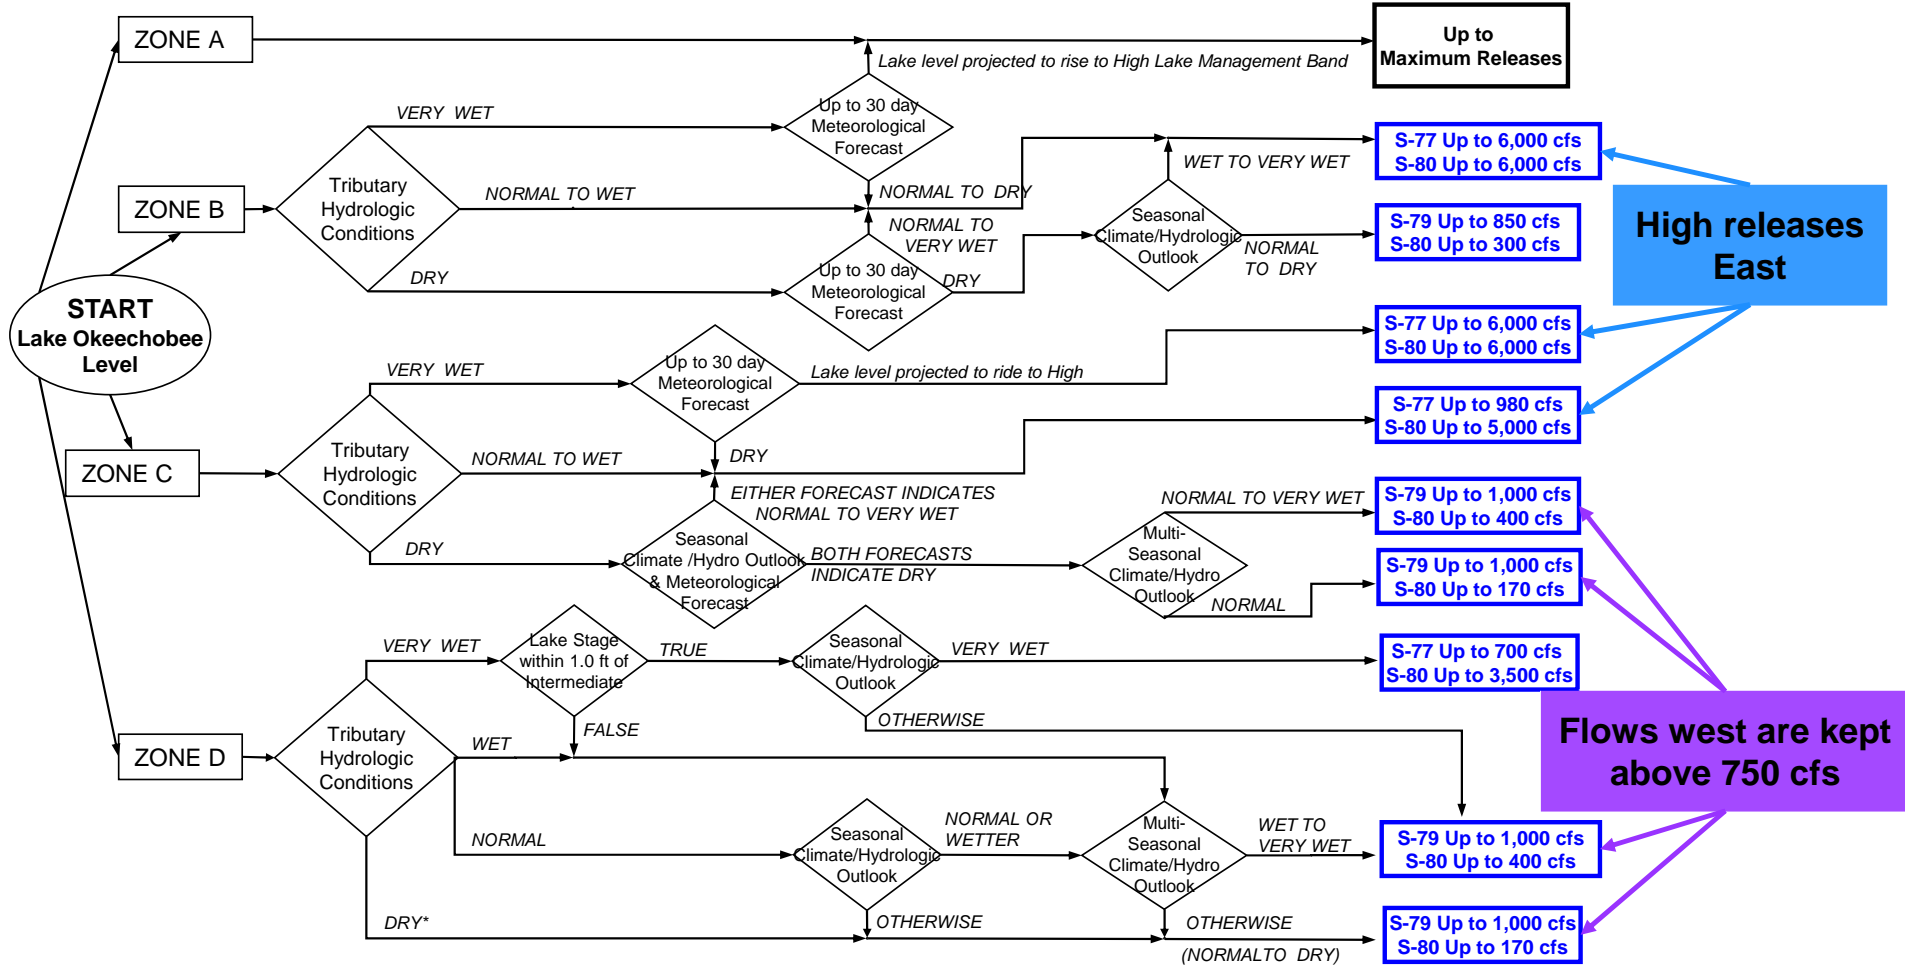 ZONE A
Up to
Maximum Releases
Lake level projected to rise to High Lake Management Band
VERY WET
Up to 30 day
Meteorological
Forecast
S-77 Up to 6,000 cfs
S-80 Up to 6,000 cfs
WET TO VERY WET
ZONE B
Tributary
Hydrologic
Conditions
NORMAL TO WET
NORMAL TO DRY
NORMAL TO
VERY WET
Seasonal
Climate/Hydrologic
Outlook
NORMAL
TO DRY
S-79 Up to 850 cfs
S-80 Up to 300 cfs
High releases
East
DRY
Up to 30 day
Meteorological
Forecast
DRY
START
Lake Okeechobee
Level
S-77 Up to 6,000 cfs
S-80 Up to 6,000 cfs
VERY WET
Up to 30 day
Meteorological
Forecast
Lake level projected to ride to High
S-77 Up to 980 cfs
S-80 Up to 5,000 cfs
ZONE C
Tributary
Hydrologic
Conditions
NORMAL TO WET
DRY
EITHER FORECAST INDICATES
NORMAL TO VERY WET
NORMAL TO VERY WET
S-79 Up to 1,000 cfs
S-80 Up to 400 cfs
DRY
Seasonal
Climate /Hydro Outlook
& Meteorological
Forecast
BOTH FORECASTS
INDICATE DRY
Multi-
Seasonal
Climate/Hydro
Outlook
NORMAL
S-79 Up to 1,000 cfs
S-80 Up to 170 cfs
VERY WET
Lake Stage
within 1.0 ft of
Intermediate
TRUE
Seasonal
Climate/Hydrologic
Outlook
VERY WET
S-77 Up to 700 cfs
S-80 Up to 3,500 cfs
OTHERWISE
FALSE
Flows west are kept
above 750 cfs
ZONE D
Tributary
Hydrologic
Conditions
WET
NORMAL
Seasonal
Climate/Hydrologic
Outlook
NORMAL OR
WETTER
Multi-
Seasonal
Climate/Hydro
Outlook
WET TO
VERY WET
S-79 Up to 1,000 cfs
S-80 Up to 400 cfs
DRY*
OTHERWISE
OTHERWISE
(NORMALTO DRY)
S-79 Up to 1,000 cfs
S-80 Up to 170 cfs